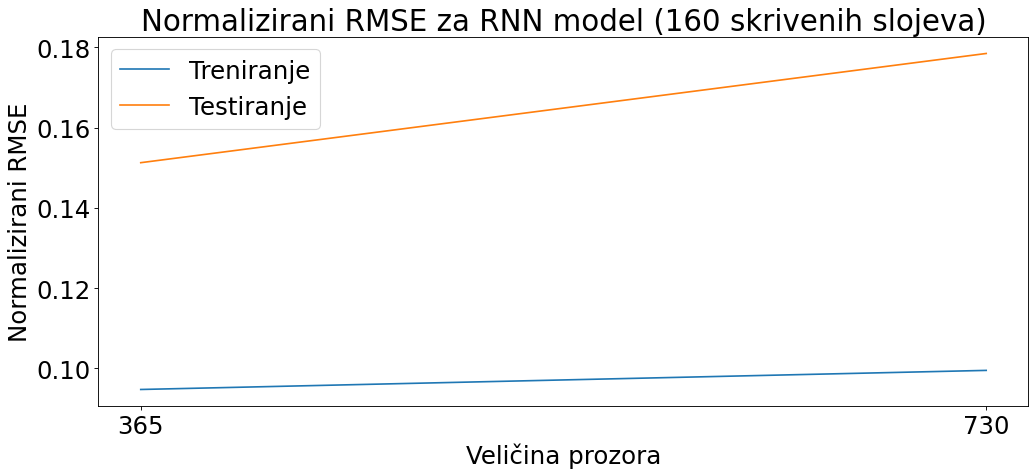 Normalizirani RMSE za RNN model (160 skrivenih slojeva)
Treniranje
Testiranje
Normalizirani RMSE
0.18
0.16
0.14
0.12
0.10
365
730
Veličina prozora